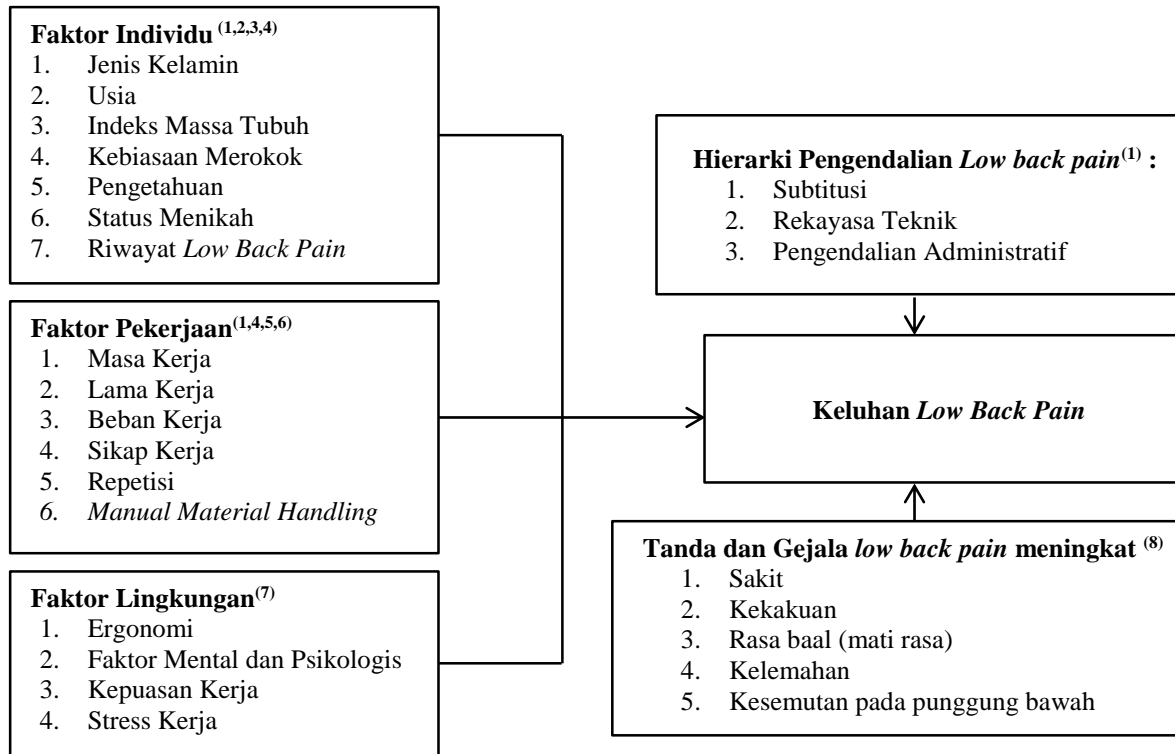 Faktor Individu (1,2,3,4)
1. Jenis Kelamin
2. Usia
3. Indeks Massa Tubuh
4. Kebiasaan Merokok
5. Pengetahuan
6. Status Menikah
7. Riwayat Low Back Pain
Faktor Pekerjaan(1,4,5,6)
1. Masa Kerja
2. Lama Kerja
3. Beban Kerja
4. Sikap Kerja
5. Repetisi
6. Manual Material Handling
Faktor Lingkungan(7)
1. Ergonomi
2. Faktor Mental dan Psikologis
3. Kepuasan Kerja
4. Stress Kerja
Hierarki Pengendalian Low back pain(1) :
1. Subtitusi
2. Rekayasa Teknik
3. Pengendalian Administratif
Keluhan Low Back Pain
Tanda dan Gejala low back pain meningkat (8)
1. Sakit
2. Kekakuan
3. Rasa baal (mati rasa)
4. Kelemahan
5. Kesemutan pada punggung bawah